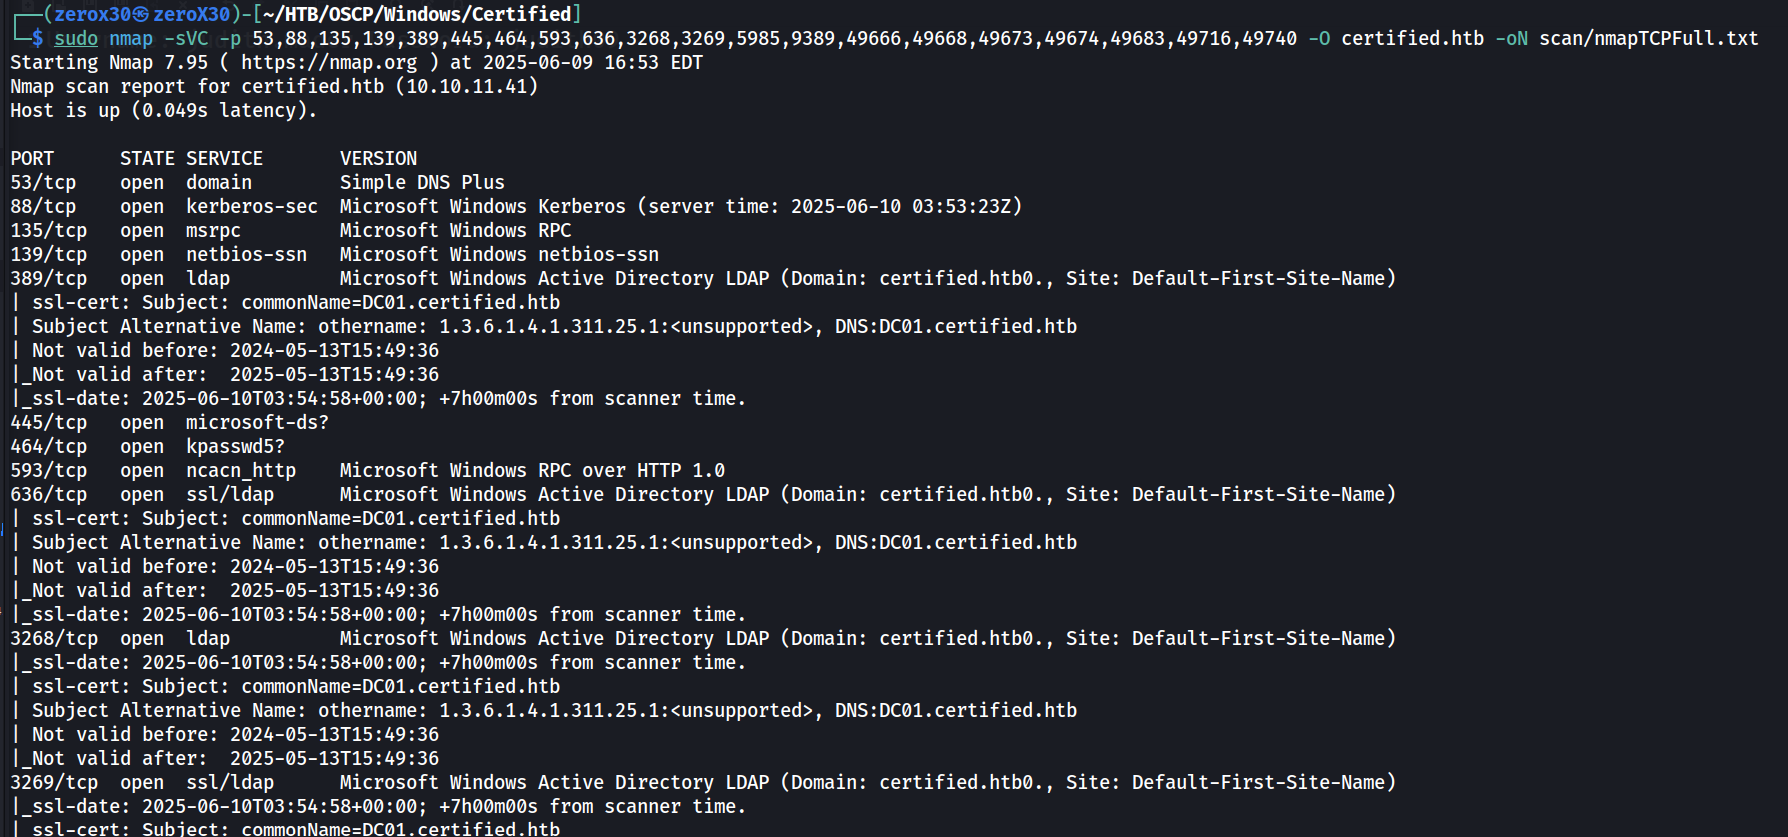 ┌──(zerox30㉿zeroX30)-[~/HTB/OSCP/Windows/Certified]
└─$ sudo nmap -sVC -p 53,88,135,139,389,445,464,593,636,3268,3269,5985,9389,49666,49668,49673,49674,49683,49716,49740 -O certified.htb -oN scan/nmapTCPFull.txt
Starting Nmap 7.95 ( https://nmap.org ) at 2025-06-09 16:53 EDT
Nmap scan report for certified.htb (10.10.11.41)
Host is up (0.049s latency).

PORT      STATE SERVICE       VERSION
53/tcp    open  domain        Simple DNS Plus
88/tcp    open  kerberos-sec  Microsoft Windows Kerberos (server time: 2025-06-10 03:53:23Z)
135/tcp   open  msrpc         Microsoft Windows RPC
139/tcp   open  netbios-ssn   Microsoft Windows netbios-ssn
389/tcp   open  ldap          Microsoft Windows Active Directory LDAP (Domain: certified.htb0., Site: Default-First-Site-Name)
| ssl-cert: Subject: commonName=DC01.certified.htb
| Subject Alternative Name: othername: 1.3.6.1.4.1.311.25.1:<unsupported>, DNS:DC01.certified.htb
| Not valid before: 2024-05-13T15:49:36
|_Not valid after:  2025-05-13T15:49:36
|_ssl-date: 2025-06-10T03:54:58+00:00; +7h00m00s from scanner time.
445/tcp   open  microsoft-ds?
464/tcp   open  kpasswd5?
593/tcp   open  ncacn_http    Microsoft Windows RPC over HTTP 1.0
636/tcp   open  ssl/ldap      Microsoft Windows Active Directory LDAP (Domain: certified.htb0., Site: Default-First-Site-Name)
| ssl-cert: Subject: commonName=DC01.certified.htb
| Subject Alternative Name: othername: 1.3.6.1.4.1.311.25.1:<unsupported>, DNS:DC01.certified.htb
| Not valid before: 2024-05-13T15:49:36
|_Not valid after:  2025-05-13T15:49:36
|_ssl-date: 2025-06-10T03:54:58+00:00; +7h00m00s from scanner time.
3268/tcp  open  ldap          Microsoft Windows Active Directory LDAP (Domain: certified.htb0., Site: Default-First-Site-Name)
|_ssl-date: 2025-06-10T03:54:58+00:00; +7h00m00s from scanner time.
| ssl-cert: Subject: commonName=DC01.certified.htb
| Subject Alternative Name: othername: 1.3.6.1.4.1.311.25.1:<unsupported>, DNS:DC01.certified.htb
| Not valid before: 2024-05-13T15:49:36
|_Not valid after:  2025-05-13T15:49:36
3269/tcp  open  ssl/ldap      Microsoft Windows Active Directory LDAP (Domain: certified.htb0., Site: Default-First-Site-Name)
|_ssl-date: 2025-06-10T03:54:58+00:00; +7h00m00s from scanner time.
| ssl-cert: Subject: commonName=DC01.certified.htb